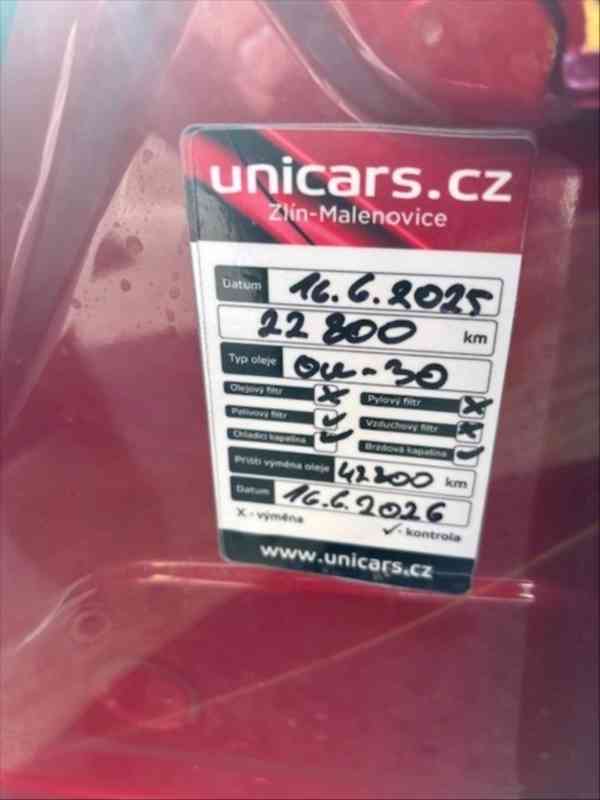 unicars.cz
Zlín-Malenovice
Datum 16.6.2025
22 800 km
Typ oleje 0W-30
Olejový filtr X Pylový filtr X
Palivový filtr ✓ Vzduchový filtr X
Chladící kapalina ✓ Brzdová kapalina ✓
Příští výměna oleje 42800 km
Datum 16.6.2026
X - výměna ✓- kontrola
www.unicars.cz